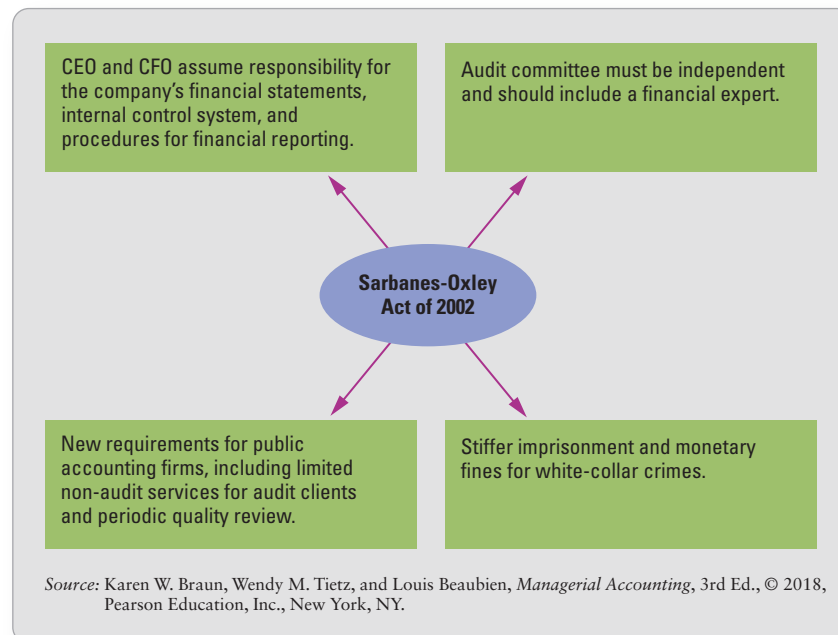 CEO and CFO assume responsibility for
the company's financial statements,
internal control system, and
procedures for financial reporting.
Audit committee must be independent
and should include a financial expert.
Sarbanes-Oxley
Act of 2002
New requirements for public
accounting firms, including limited
non-audit services for audit clients
and periodic quality review.
Stiffer imprisonment and monetary
fines for white-collar crimes.
Source: Karen W. Braun, Wendy M. Tietz, and Louis Beaubien, Managerial Accounting, 3rd Ed., © 2018,
Pearson Education, Inc., New York, NY.